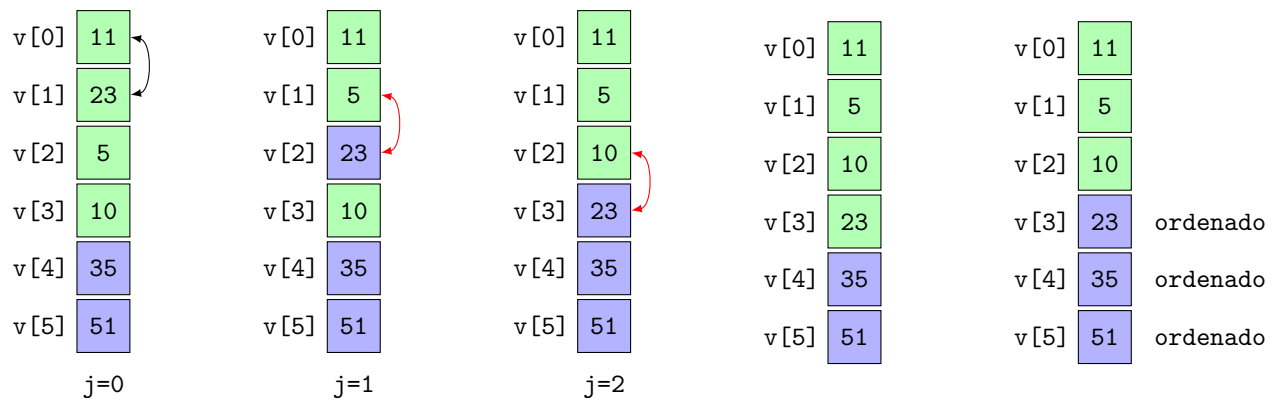 v[0] 11
v[1] 23
v[2] 5
v[3] 10
v[4] 35
v[5] 51
j=0
v[0] 11
v[1] 5
v[2] 23
v[3] 10
v[4] 35
v[5] 51
j=1
v[0] 11
v[1] 5
v[2] 10
v[3] 23
v[4] 35
v[5] 51
j=2
v[0] 11
v[1] 5
v[2] 10
v[3] 23
v[4] 35
v[5] 51
v[0] 11
v[1] 5
v[2] 10
v[3] 23 ordenado
v[4] 35 ordenado
v[5] 51 ordenado